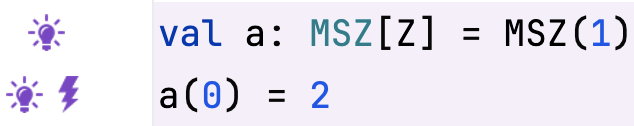 val a: MSZ[Z] = MSZ(1)
a(0) = 2